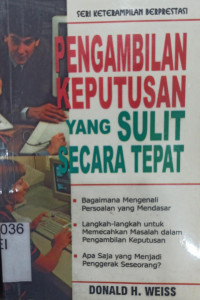 SERI KETERAMPILAN BERPRESTASI
PENGAMBILAN
KEPUTUSAN
YANG SULIT
SECARA TEPAT
036
EI
• Bagaimana Mengenali
Persoalan yang Mendasar
• Langkah-langkah untuk
Memecahkan Masalah dalam
Pengambilan Keputusan
• Apa Saja yang Menjadi
Penggerak Seseorang?
DONALD H. WEISS